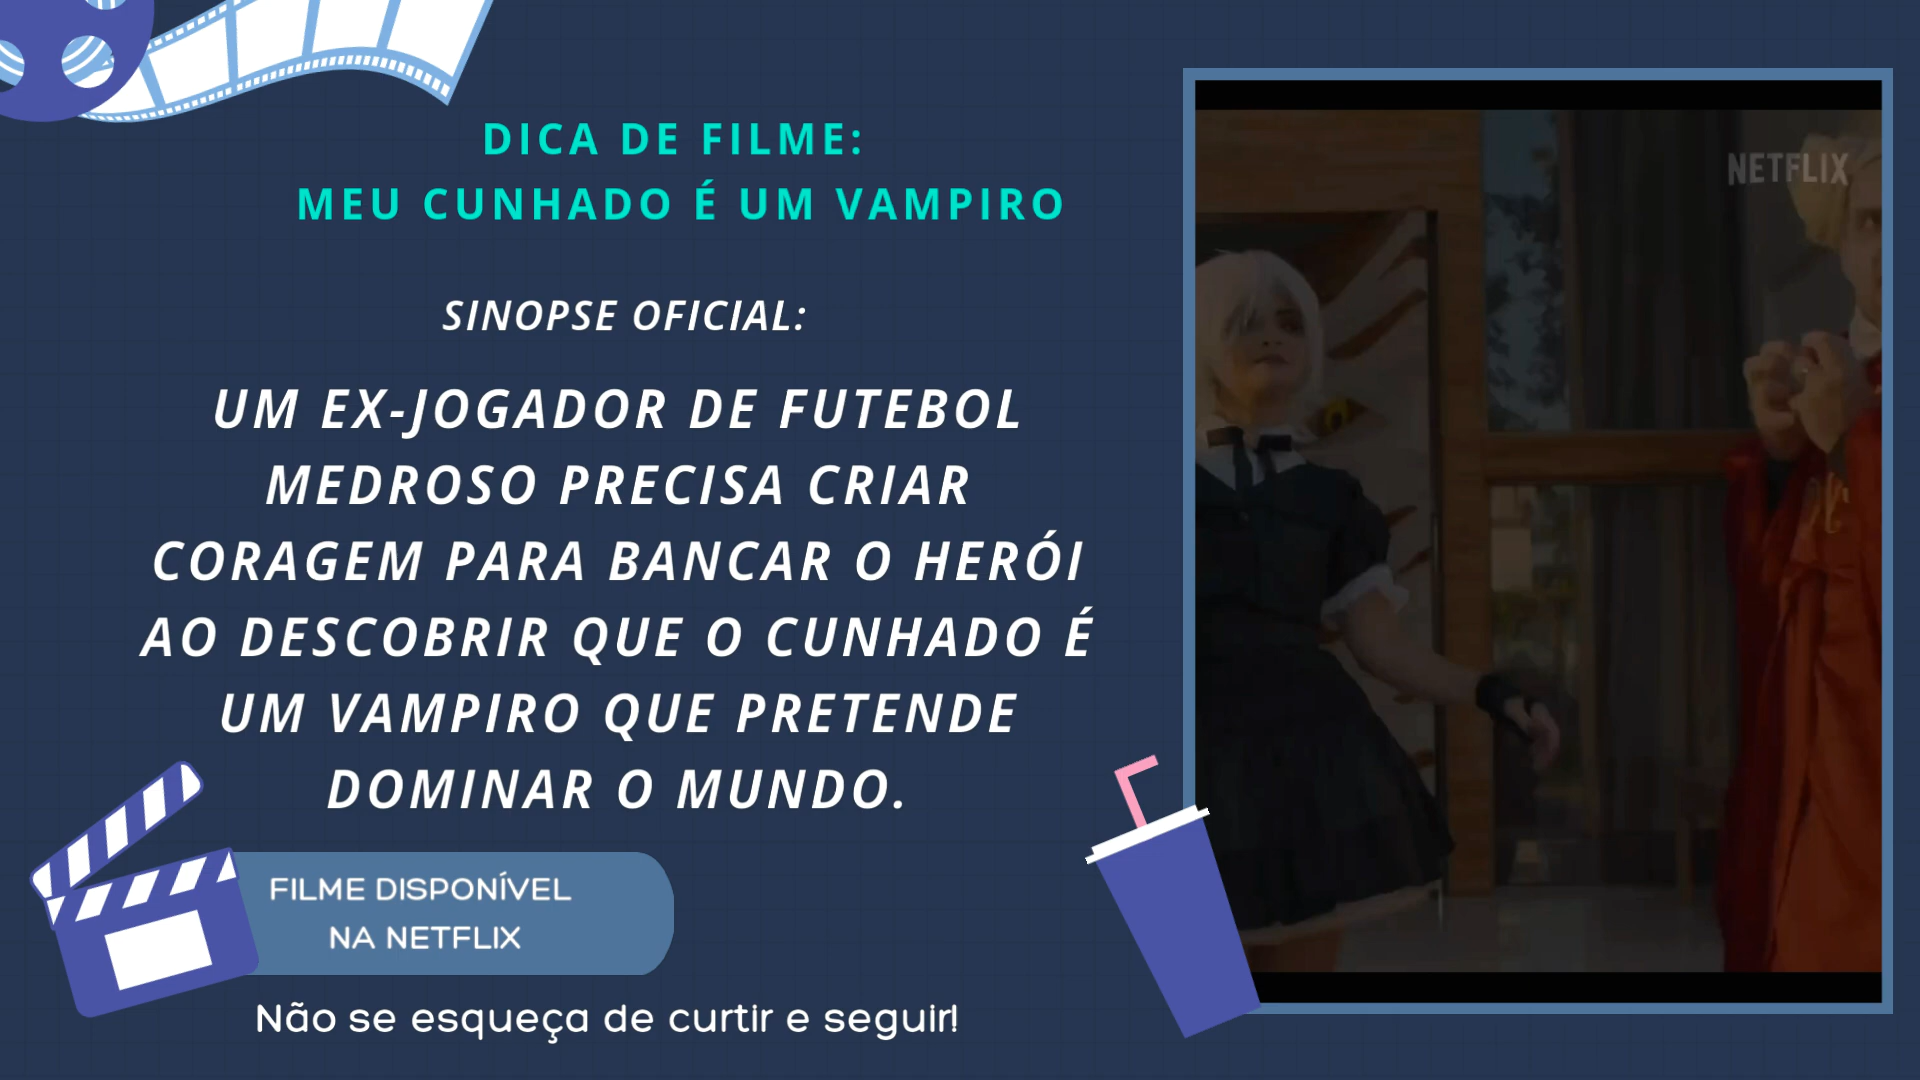 DICA DE FILME:
MEU CUNHADO É UM VAMPIRO
SINOPSE OFICIAL:
UM EX-JOGADOR DE FUTEBOL
MEDROSO PRECISA CRIAR
CORAGEM PARA BANCAR O HERÓI
AO DESCOBRIR QUE O CUNHADO É
UM VAMPIRO QUE PRETENDE
DOMINAR O MUNDO.
FILME DISPONÍVEL
NA NETFLIX
Não se esqueça de curtir e seguir!
NETFLIX